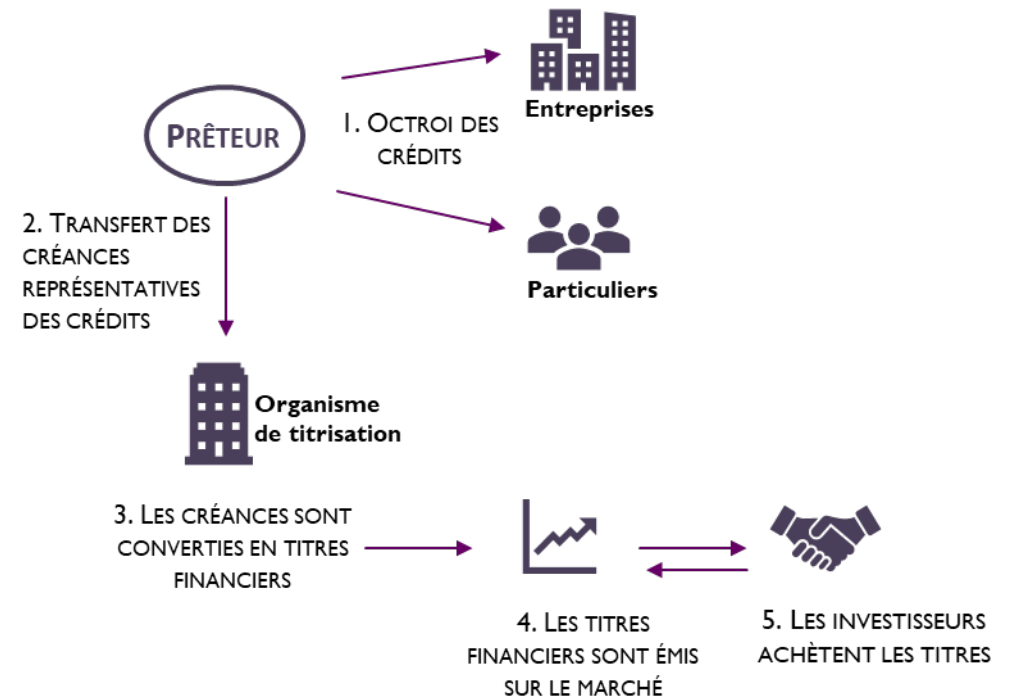 PRÊTEUR
1. OCTROI DES
CRÉDITS
Entreprises
Particuliers
2. TRANSFERT DES
CRÉANCES
REPRÉSENTATIVES
DES CRÉDITS
Organisme
de titrisation
3. LES CRÉANCES SONT
CONVERTIES EN TITRES
FINANCIERS
4. LES TITRES
FINANCIERS SONT ÉMIS
SUR LE MARCHÉ
5. LES INVESTISSEURS
ACHÈTENT LES TITRES